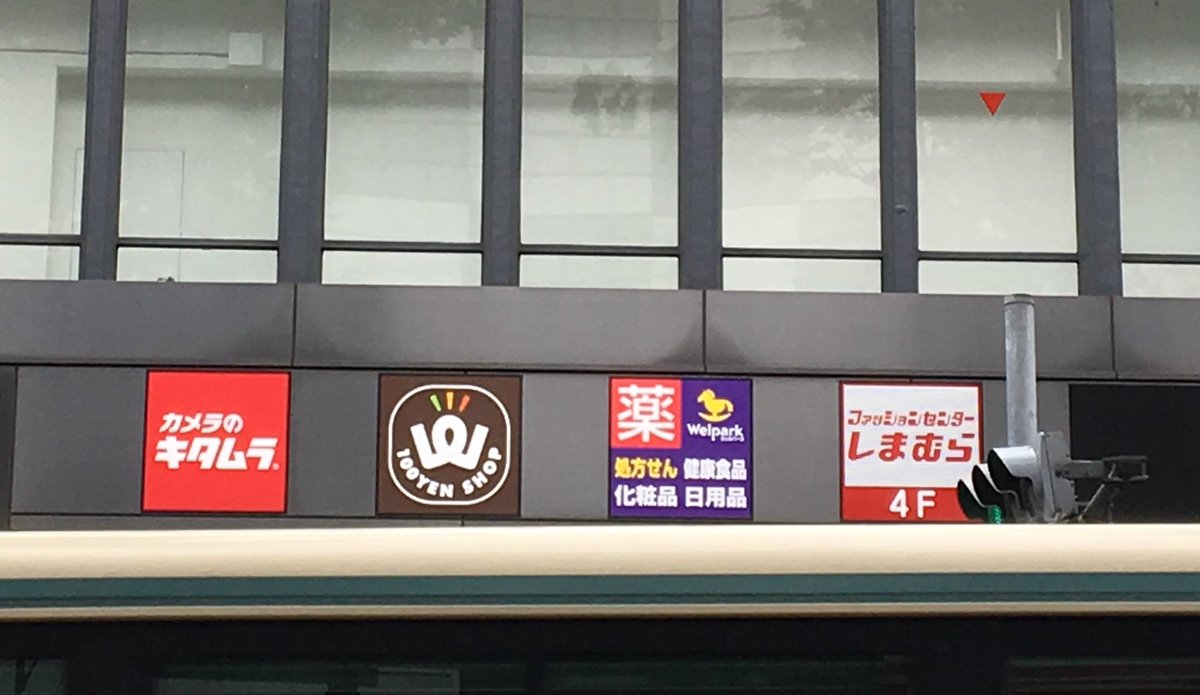 カメラの
キタムラ
100YEN SHOP
薬
Welpark
処方せん 健康食品
化粧品 日用品
ファッションセンター
しまむら
4F